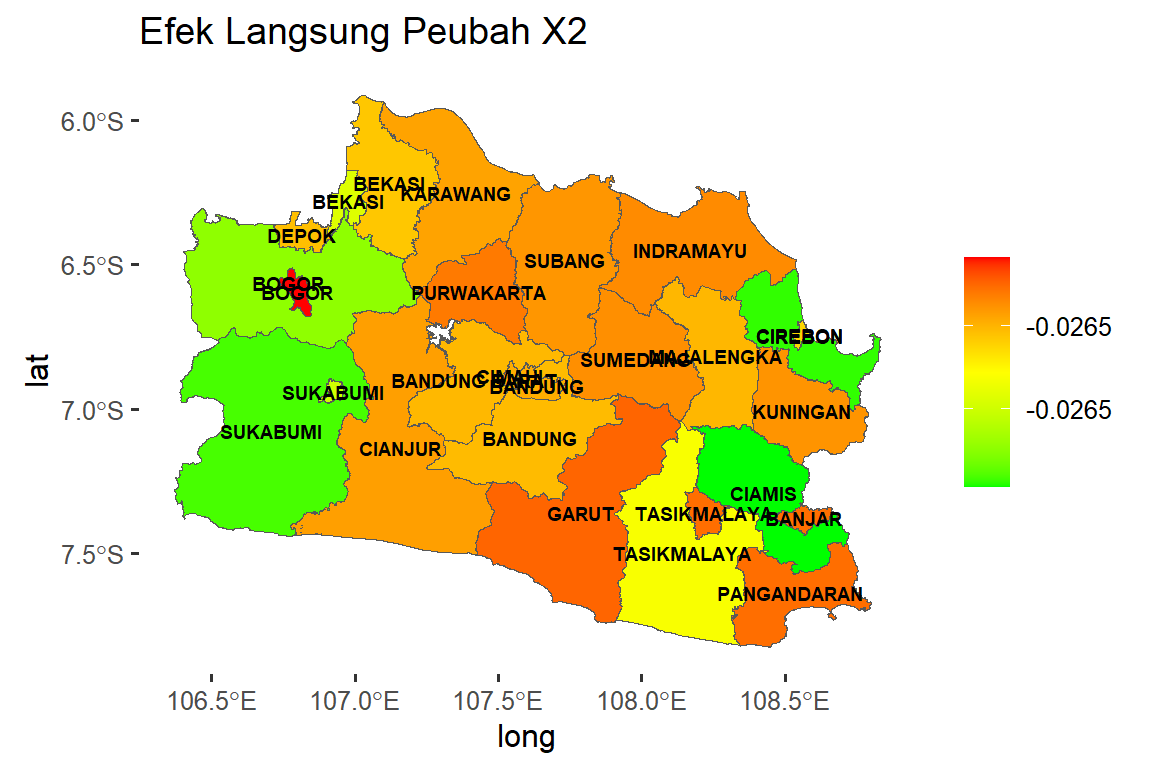 Efek Langsung Peubah X2
6.0°S
6.5°S
7.0°S
7.5°S
lat
BEKASI
KARAWANG
BEKASI
DEPOK
INDRAMAYU
SUBANG
BOGOR
BOGOR
PURWAKARTA
CIREBON
SUMEDANG
MAJALENGKA
BANDUNG BARAT
CIMAHI
BANDUNG
SUKABUMI
KUNINGAN
SUKABUMI
BANDUNG
CIANJUR
CIAMIS
GARUT
TASIKMALAYA
BANJAR
TASIKMALAYA
PANGANDARAN
-0.0265
-0.0265
106.5°E
107.0°E
107.5°E
108.0°E
108.5°E
long